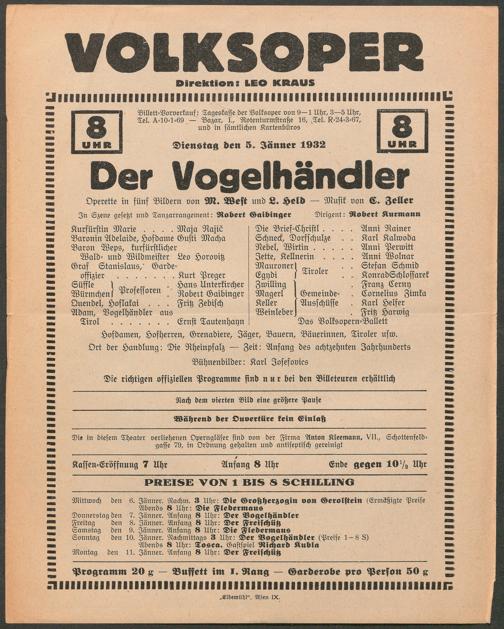 VOLKSOPER
Direktion: LEO KRAUS
8 UHR
Billett-Vorverkauf: Tageskasse der Volksoper von 9—1 Uhr, 3—5 Uhr,
Tel. A-10-1-69 — Bazar, I., Rotenturmstraße 16, Tel. R-24-3-67,
und in sämtlichen Kartenbüros
8 UHR
Dienstag den 5. Jänner 1932
Der Vogelhändler
Operette in fünf Bildern von M. West und L. Held — Musik von C. Zeller
In Szene gesetzt und Tanzarrangement: Robert Gaibinger Dirigent: Robert Kurmann
Kurfürstin Marie . . . . Maja Rajič
Baronin Adelaide, Hofdame Gusti Macha
Baron Weps, kurfürstlicher
Wald- und Wildmeister Leo Horovitz
Graf Stanislaus, Garde-
offizier . . . . . . Kurt Preger
Süffle } Professoren . Hans Unterkircher
Würmchen } Robert Gaibinger
Quendel, Hoflakai . . Fritz Zebisch
Adam, Vogelhändler aus
Tirol . . . . . . Ernst Tautenhayn
Die Brief-Christl . . . . Anni Rainer
Schneck, Dorfschulze . . Karl Kalwoda
Nebel, Wirtin . . . . Anni Perwitt
Jette, Kellnerin . . . . Anni Wolnar
Mauroner } Tiroler . . Stefan Schmid
Egydi } Konrad Schlossarek
Zwilling } Franz Cerny
Magerl } Gemeinde- . Cornelius Zimka
Keller } Ausschüsse . Karl Helfer
Weinleber } Fritz Harwig
Das Volksopern-Ballett
Hofdamen, Hofherren, Grenadiere, Jäger, Bauern, Bäuerinnen, Tiroler usw.
Ort der Handlung: Die Rheinpfalz — Zeit: Anfang des achtzehnten Jahrhunderts
Bühnenbilder: Karl Josefovics
Die richtigen offiziellen Programme sind nur bei den Billeteuren erhältlich
Nach dem vierten Bild eine größere Pause
Während der Ouvertüre kein Einlaß
Die in diesem Theater verliehenen Operngläser sind von der Firma Anton Kleemann, VII., Schottenfeld-
gasse 79, in Ordnung gehalten und antiseptisch gereinigt
Kassen-Eröffnung 7 Uhr Anfang 8 Uhr Ende gegen 10½ Uhr
PREISE VON 1 BIS 8 SCHILLING
Mittwoch den 6. Jänner. Nachm. 3 Uhr: Die Großherzogin von Gerolstein (Ermäßigte Preise
Abends 8 Uhr: Die Fledermaus
Donnerstag den 7. Jänner. Anfang 8 Uhr: Der Vogelhändler
Freitag den 8. Jänner. Anfang 8 Uhr: Der Freischütz
Samstag den 9. Jänner. Anfang 8 Uhr: Die Fledermaus
Sonntag den 10. Jänner. Nachmittags 3 Uhr: Der Vogelhändler (Preise 1–8 S)
Abends 8 Uhr: Tosca. Gastspiel Richard Kubla
Montag den 11. Jänner. Anfang 8 Uhr: Der Freischütz
Programm 20 g — Buffett im I. Rang — Garderobe pro Person 50 g
„Elbemühl", Wien IX.